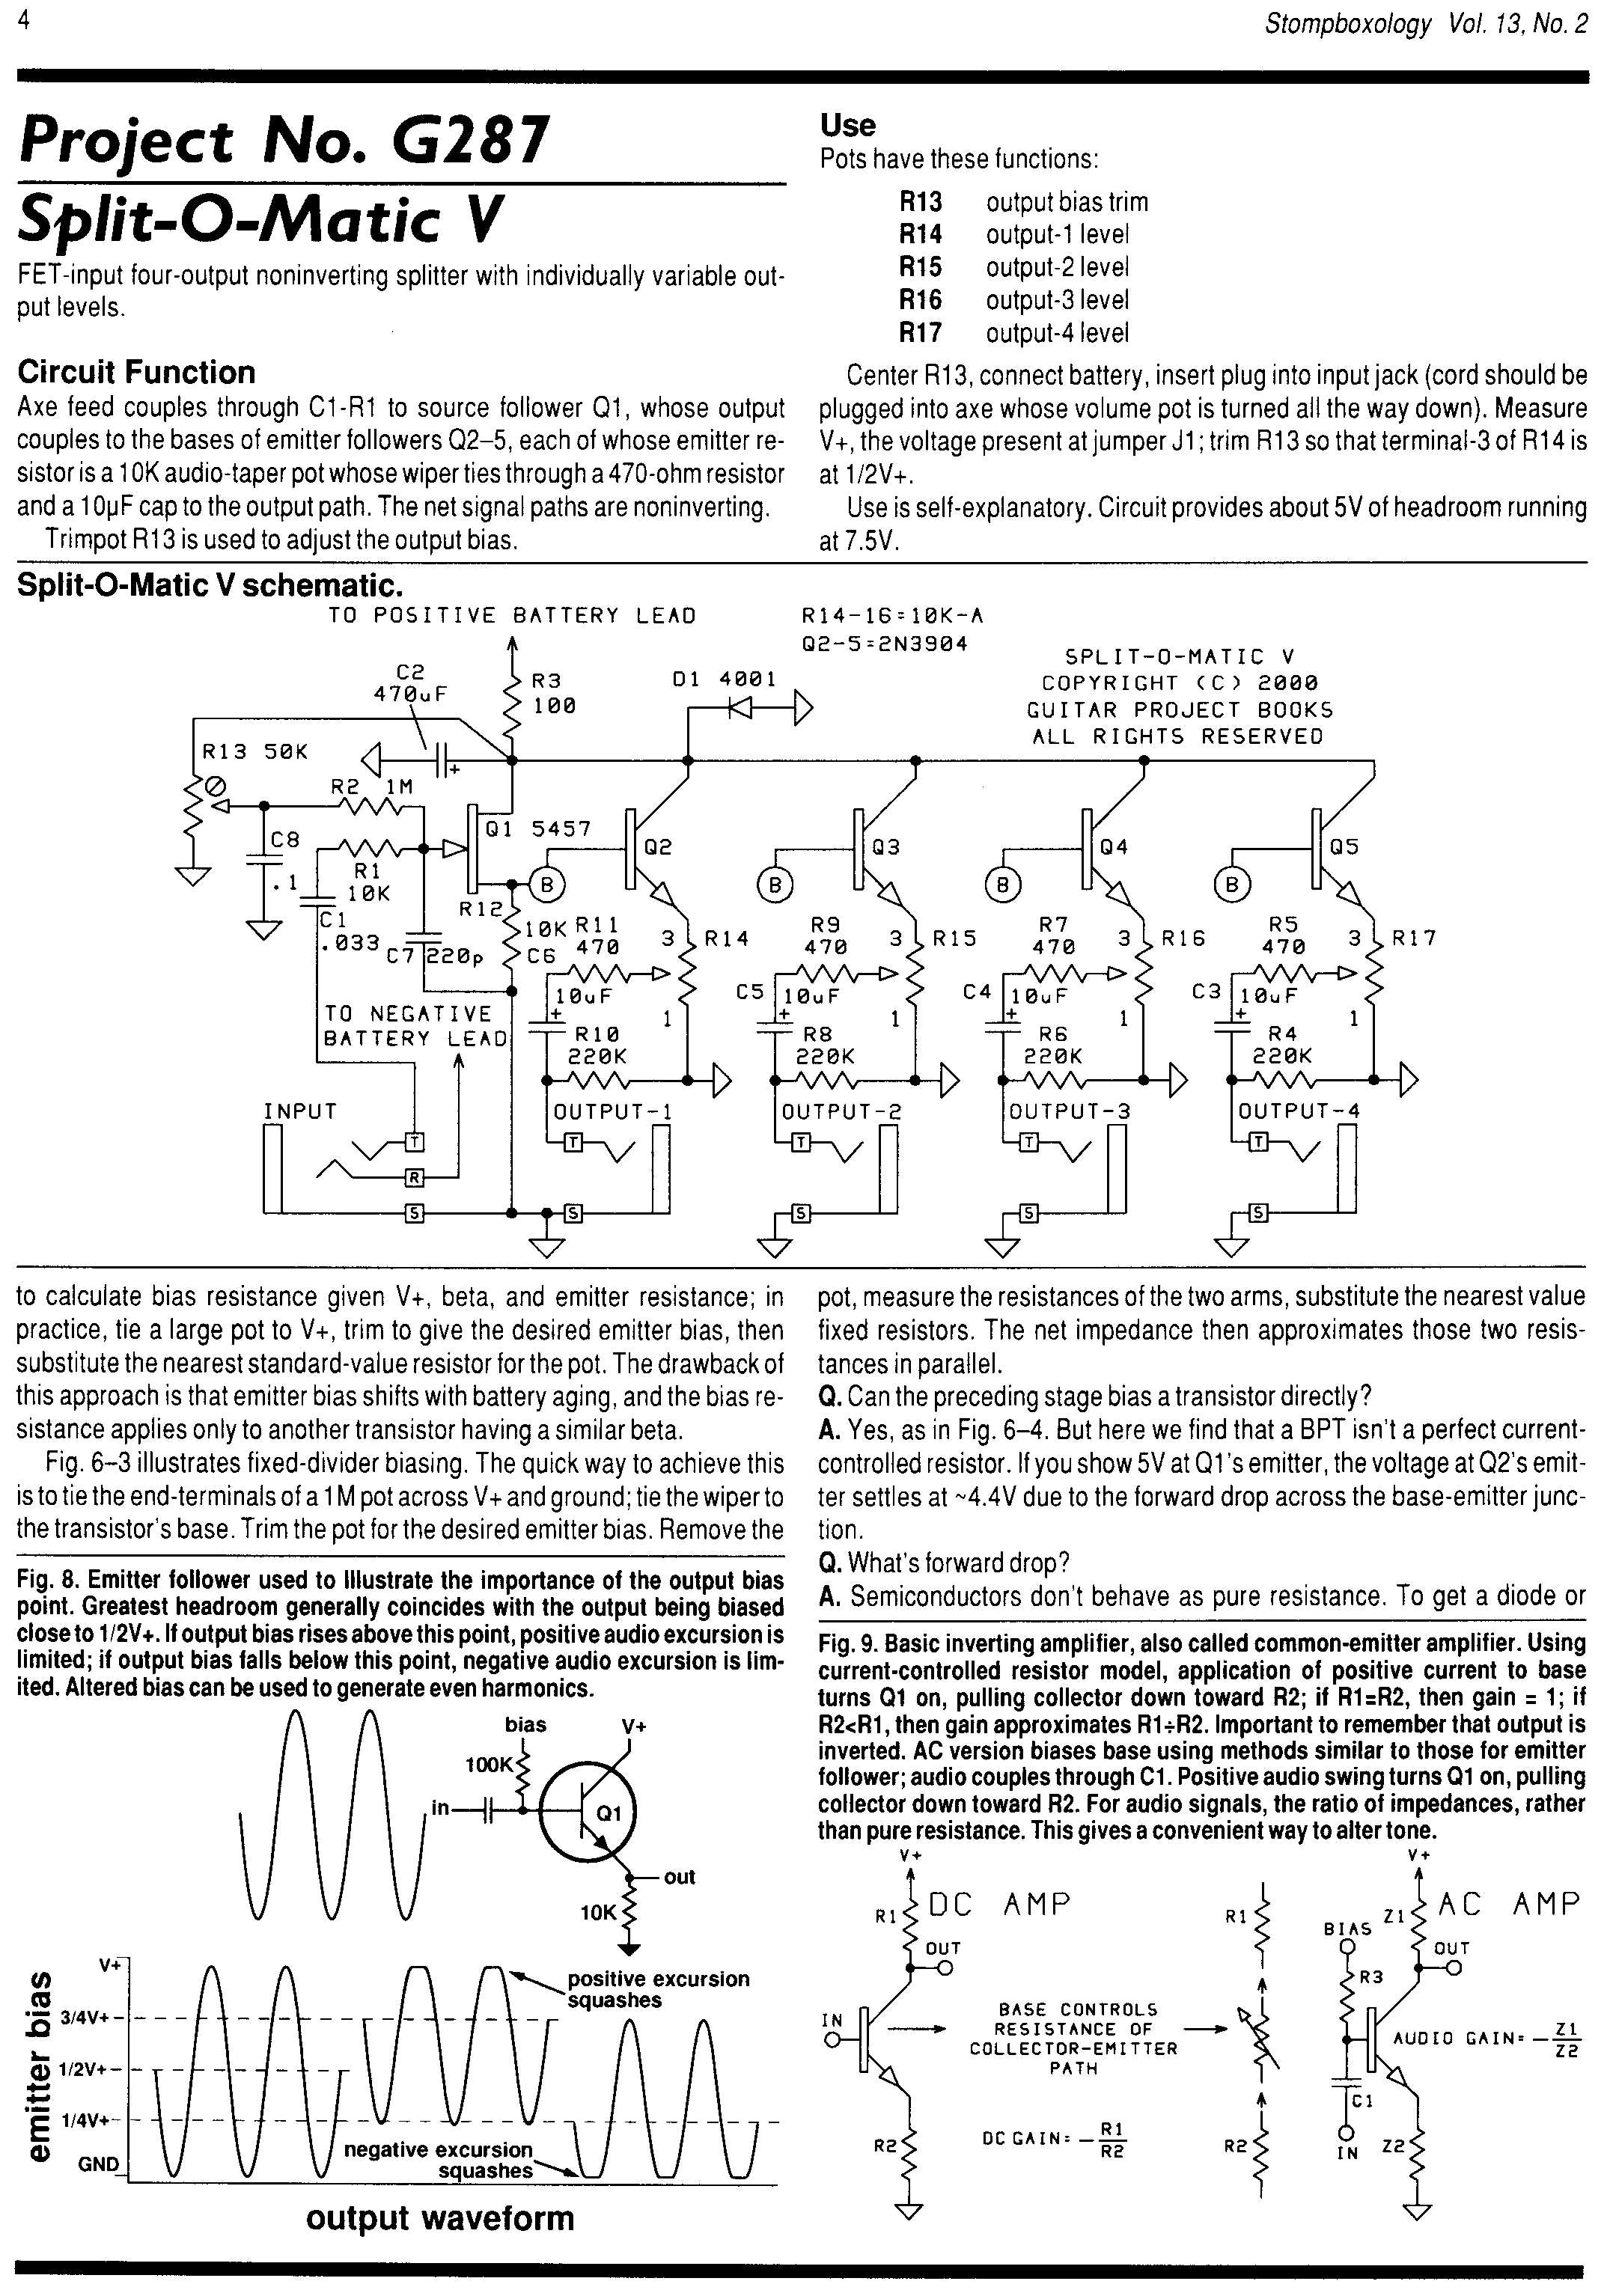 4
Stompboxology Vol. 13, No. 2
Project No. G287
Split-O-Matic V
FET-input four-output noninverting splitter with individually variable out-
put levels.
Circuit Function
Axe feed couples through C1-R1 to source follower Q1, whose output
couples to the bases of emitter followers Q2–5, each of whose emitter re-
sistor is a 10K audio-taper pot whose wiper ties through a 470-ohm resistor
and a 10µF cap to the output path. The net signal paths are noninverting.
Trimpot R13 is used to adjust the output bias.
Use
Pots have these functions:
R13 output bias trim
R14 output-1 level
R15 output-2 level
R16 output-3 level
R17 output-4 level
Center R13, connect battery, insert plug into input jack (cord should be
plugged into axe whose volume pot is turned all the way down). Measure
V+, the voltage present at jumper J1; trim R13 so that terminal-3 of R14 is
at 1/2V+.
Use is self-explanatory. Circuit provides about 5V of headroom running
at 7.5V.
Split-O-Matic V schematic.
TO POSITIVE BATTERY LEAD
R14-16=10K-A
Q2-5=2N3904
SPLIT-O-MATIC V
COPYRIGHT (C) 2000
GUITAR PROJECT BOOKS
ALL RIGHTS RESERVED
C2
470uF
R3
100
D1 4001
R13 50K
+
R2 1M
Q1 5457
Q2
Q3
Q4
Q5
C8
.1
R1
10K
B
B
B
B
C1
.033
R12
10K
C7
220p
C6
R11
470
3
R14
R9
470
3
R15
R7
470
3
R16
R5
470
3
R17
10uF
+
1
C5
10uF
+
1
C4
10uF
+
1
C3
10uF
+
1
TO NEGATIVE
BATTERY LEAD
R10
220K
R8
220K
R6
220K
R4
220K
INPUT
OUTPUT-1
OUTPUT-2
OUTPUT-3
OUTPUT-4
T
T
T
T
T
R
S
S
S
S
S
to calculate bias resistance given V+, beta, and emitter resistance; in
practice, tie a large pot to V+, trim to give the desired emitter bias, then
substitute the nearest standard-value resistor for the pot. The drawback of
this approach is that emitter bias shifts with battery aging, and the bias re-
sistance applies only to another transistor having a similar beta.
Fig. 6–3 illustrates fixed-divider biasing. The quick way to achieve this
is to tie the end-terminals of a 1M pot across V+ and ground; tie the wiper to
the transistor's base. Trim the pot for the desired emitter bias. Remove the
pot, measure the resistances of the two arms, substitute the nearest value
fixed resistors. The net impedance then approximates those two resis-
tances in parallel.
Q. Can the preceding stage bias a transistor directly?
A. Yes, as in Fig. 6–4. But here we find that a BPT isn't a perfect current-
controlled resistor. If you show 5V at Q1's emitter, the voltage at Q2's emit-
ter settles at ~4.4V due to the forward drop across the base-emitter junc-
tion.
Q. What's forward drop?
A. Semiconductors don't behave as pure resistance. To get a diode or
Fig. 8. Emitter follower used to Illustrate the importance of the output bias
point. Greatest headroom generally coincides with the output being biased
close to 1/2V+. If output bias rises above this point, positive audio excursion is
limited; if output bias falls below this point, negative audio excursion is lim-
ited. Altered bias can be used to generate even harmonics.
bias
V+
100K
in
Q1
out
10K
emitter bias
V+
3/4V+
1/2V+
1/4V+
GND
positive excursion
squashes
negative excursion
squashes
output waveform
Fig. 9. Basic inverting amplifier, also called common-emitter amplifier. Using
current-controlled resistor model, application of positive current to base
turns Q1 on, pulling collector down toward R2; if R1=R2, then gain = 1; if
R2<R1, then gain approximates R1÷R2. Important to remember that output is
inverted. AC version biases base using methods similar to those for emitter
follower; audio couples through C1. Positive audio swing turns Q1 on, pulling
collector down toward R2. For audio signals, the ratio of impedances, rather
than pure resistance. This gives a convenient way to alter tone.
V+
R1
DC AMP
OUT
IN
R2
BASE CONTROLS
RESISTANCE OF
COLLECTOR-EMITTER
PATH
DC GAIN= -R1/R2
R1
R2
V+
Z1
AC AMP
BIAS
OUT
R3
AUDIO GAIN= -Z1/Z2
C1
IN
Z2